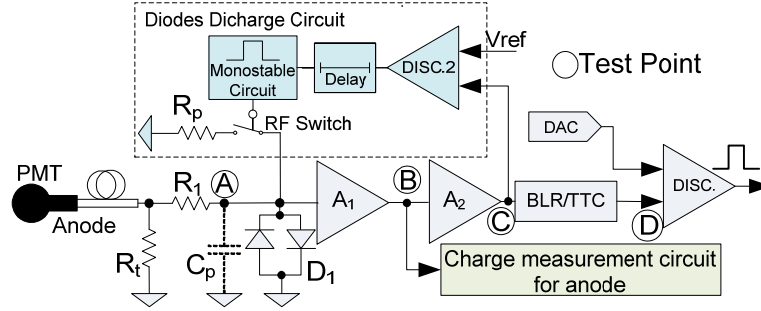 Diodes Dicharge Circuit
Vref
Monostable
Circuit
Delay
DISC.2
Test Point
Rp
RF Switch
DAC
PMT
Anode
R1
A
A1
B
A2
C
BLR/TTC
D
DISC.
Rt
Cp
D1
Charge measurement circuit
for anode